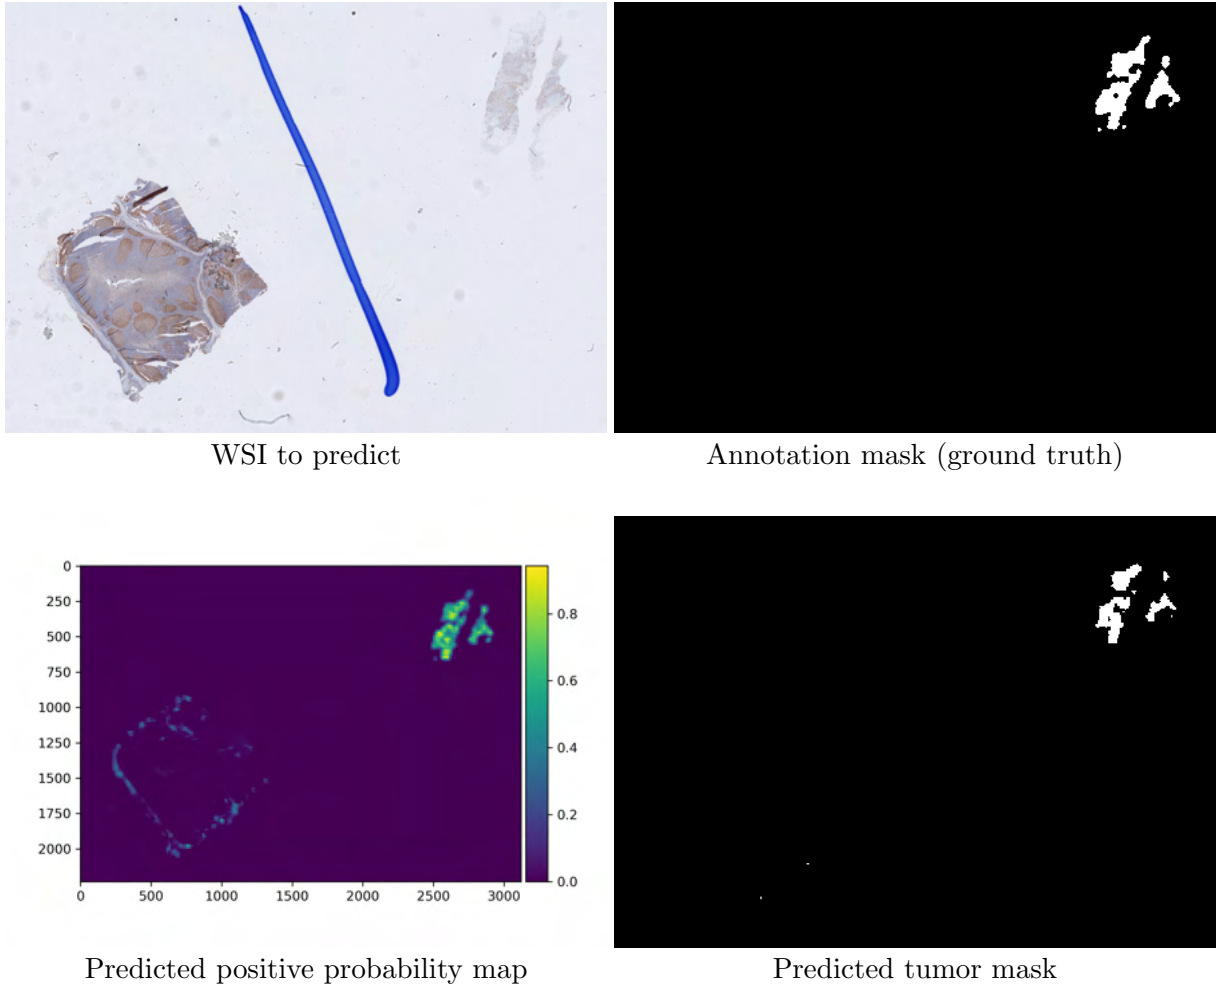 WSI to predict
Annotation mask (ground truth)
0
250
500
750
1000
1250
1500
1750
2000
0 500 1000 1500 2000 2500 3000
0.8
0.6
0.4
0.2
0.0
Predicted positive probability map
Predicted tumor mask